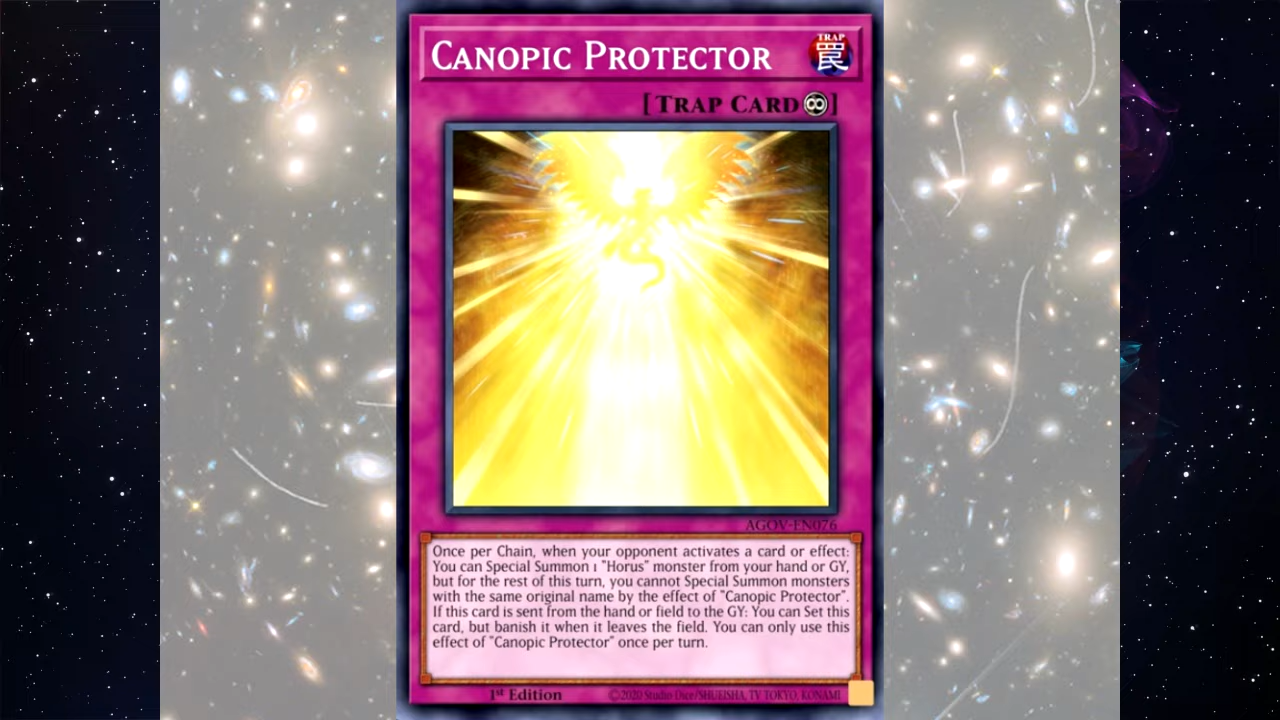 Canopic Protector
TRAP
罠
[Trap Card]
AGOV-EN076
Once per Chain, when your opponent activates a card or effect:
You can Special Summon 1 "Horus" monster from your hand or GY,
but for the rest of this turn, you cannot Special Summon monsters
with the same original name by the effect of "Canopic Protector".
If this card is sent from the hand or field to the GY: You can Set this
card, but banish it when it leaves the field. You can only use this
effect of "Canopic Protector" once per turn.
1st Edition ©2020 Studio Dice/SHUEISHA, TV TOKYO, KONAMI